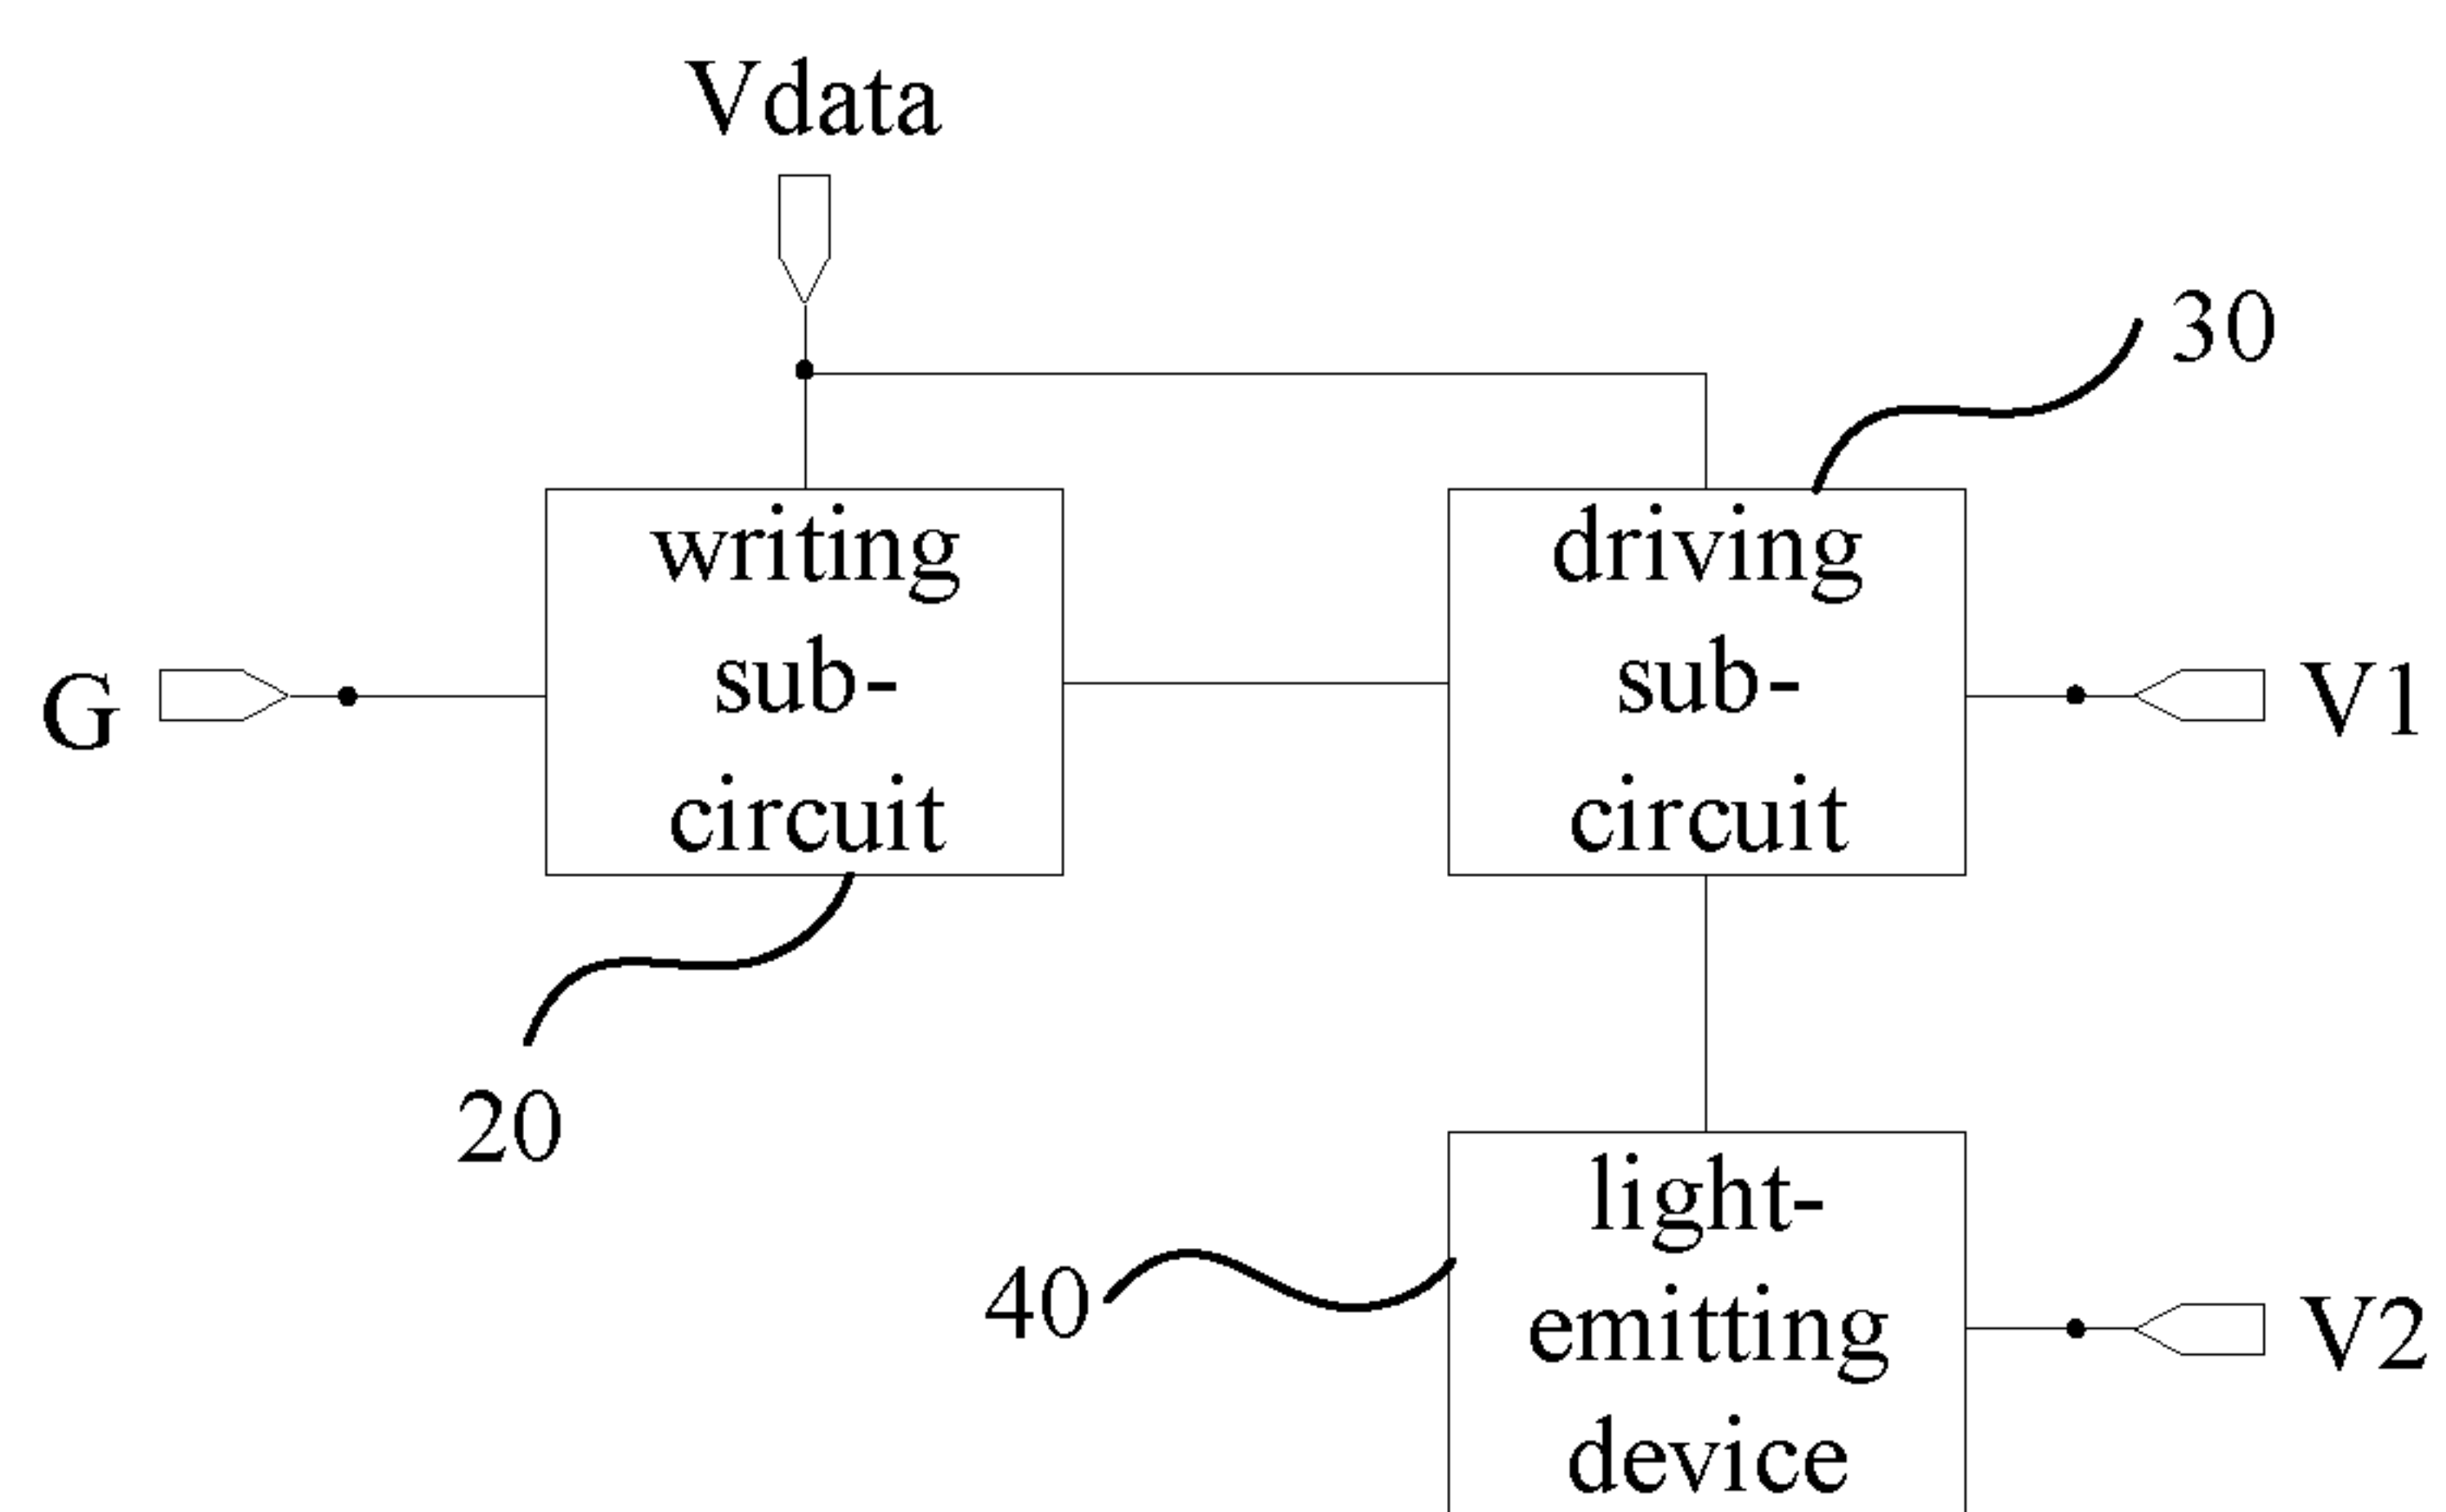 Vdata
30
writing
sub-
circuit
driving
sub-
circuit
G
V1
20
40
light-
emitting
device
V2